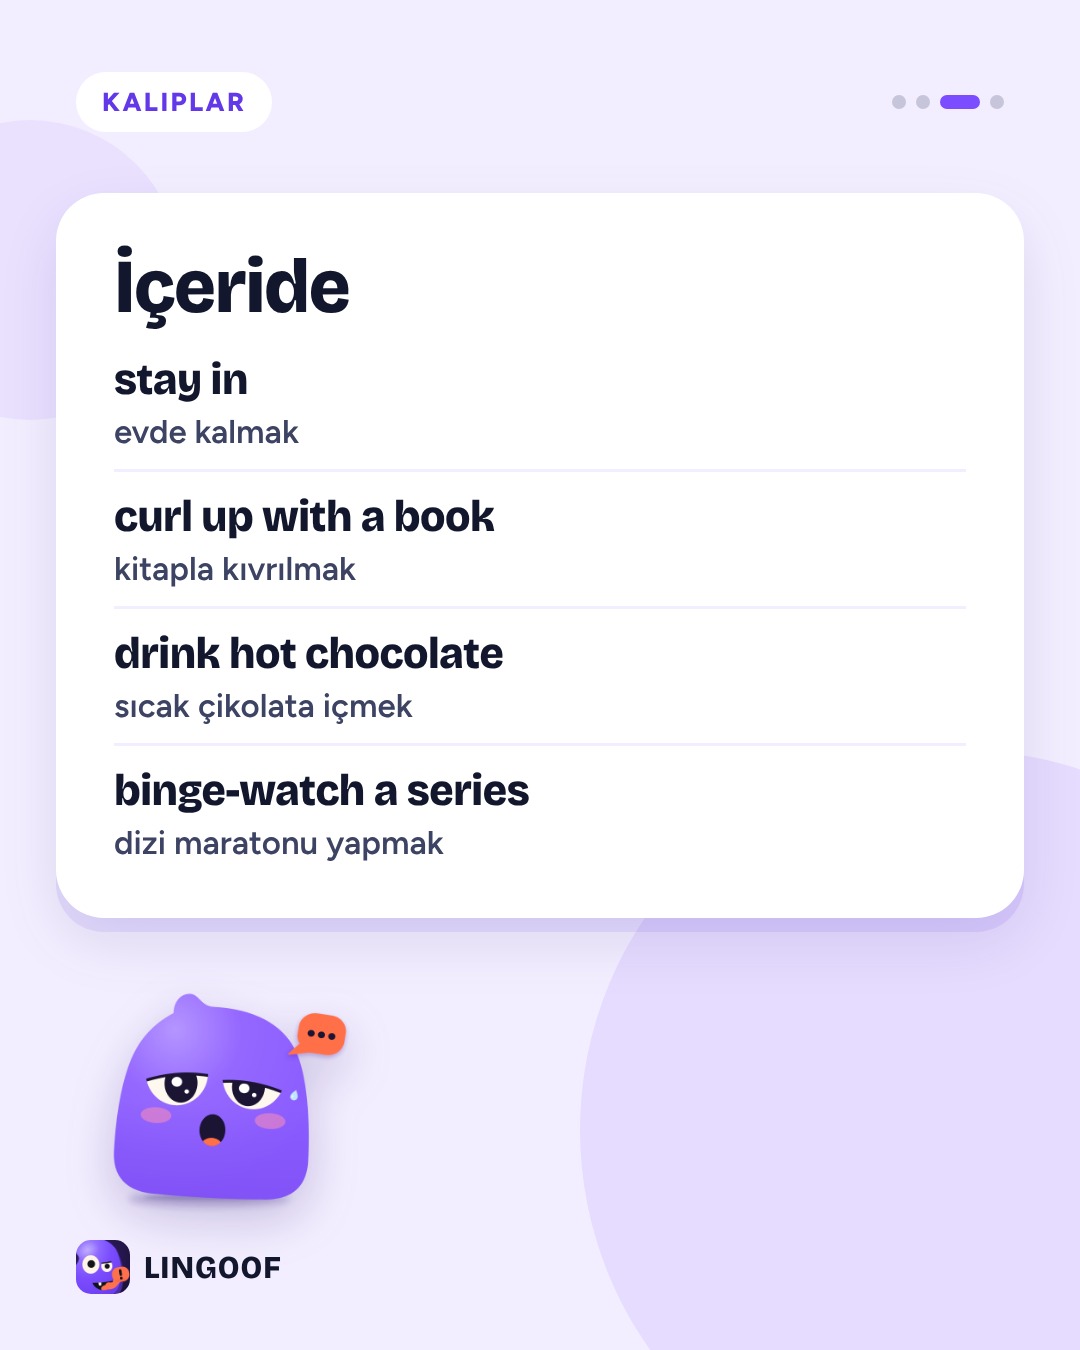 KALIPLAR
İçeride
stay in
evde kalmak
curl up with a book
kitapla kıvrılmak
drink hot chocolate
sıcak çikolata içmek
binge-watch a series
dizi maratonu yapmak
LINGOOF